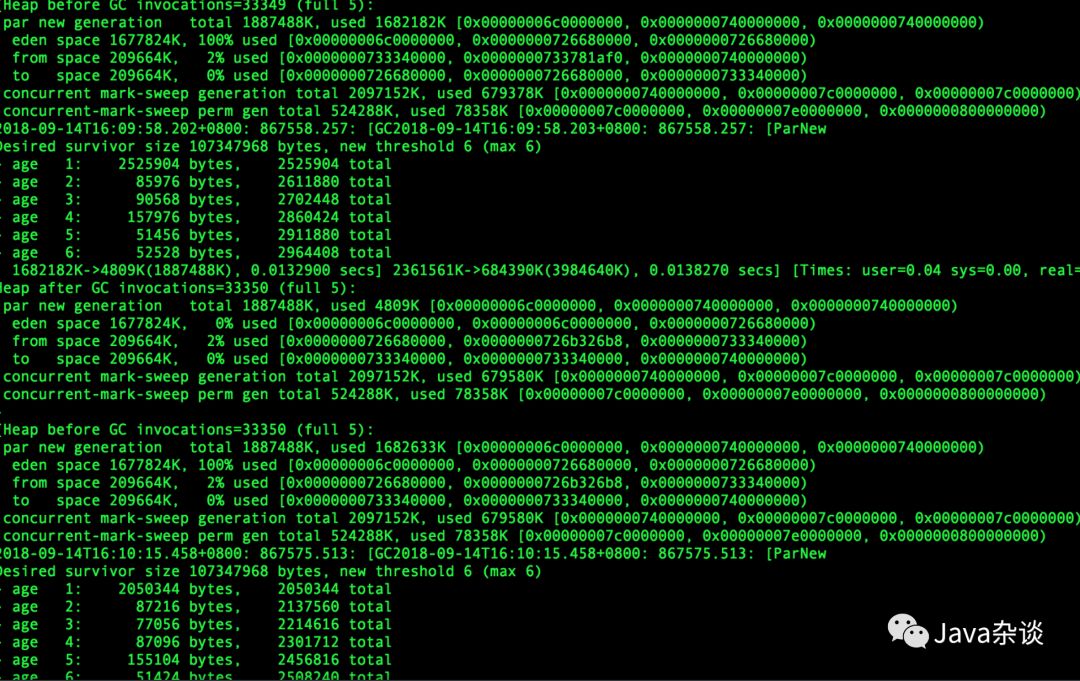 [Heap before GC invocations=33349 (full 5):
par new generation   total 1887488K, used 1682182K [0x00000006c0000000, 0x0000000740000000, 0x0000000740000000)
eden space 1677824K, 100% used [0x00000006c0000000, 0x0000000726680000, 0x0000000726680000)
from space 209664K,   2% used [0x0000000733340000, 0x0000000733781af0, 0x0000000740000000)
to   space 209664K,   0% used [0x0000000726680000, 0x0000000726680000, 0x0000000733340000)
concurrent mark-sweep generation total 2097152K, used 679378K [0x0000000740000000, 0x00000007c0000000, 0x00000007c0000000)
concurrent-mark-sweep perm gen total 524288K, used 78358K [0x00000007c0000000, 0x00000007e0000000, 0x0000000800000000)
2018-09-14T16:09:58.202+0800: 867558.257: [GC2018-09-14T16:09:58.203+0800: 867558.257: [ParNew
Desired survivor size 107347968 bytes, new threshold 6 (max 6)
- age   1:    2525904 bytes,    2525904 total
- age   2:      85976 bytes,    2611880 total
- age   3:      90568 bytes,    2702448 total
- age   4:     157976 bytes,    2860424 total
- age   5:      51456 bytes,    2911880 total
- age   6:      52528 bytes,    2964408 total
1682182K->4809K(1887488K), 0.0132900 secs] 2361561K->684390K(3984640K), 0.0138270 secs] [Times: user=0.04 sys=0.00, real=
Heap after GC invocations=33350 (full 5):
par new generation   total 1887488K, used 4809K [0x00000006c0000000, 0x0000000740000000, 0x0000000740000000)
eden space 1677824K,   0% used [0x00000006c0000000, 0x00000006c0000000, 0x0000000726680000)
from space 209664K,   2% used [0x0000000726680000, 0x0000000726b326b8, 0x0000000733340000)
to   space 209664K,   0% used [0x0000000733340000, 0x0000000733340000, 0x0000000740000000)
concurrent mark-sweep generation total 2097152K, used 679580K [0x0000000740000000, 0x00000007c0000000, 0x00000007c0000000)
concurrent-mark-sweep perm gen total 524288K, used 78358K [0x00000007c0000000, 0x00000007e0000000, 0x0000000800000000)
}
[Heap before GC invocations=33350 (full 5):
par new generation   total 1887488K, used 1682633K [0x00000006c0000000, 0x0000000740000000, 0x0000000740000000)
eden space 1677824K, 100% used [0x00000006c0000000, 0x0000000726680000, 0x0000000726680000)
from space 209664K,   2% used [0x0000000726680000, 0x0000000726b326b8, 0x0000000733340000)
to   space 209664K,   0% used [0x0000000733340000, 0x0000000733340000, 0x0000000740000000)
concurrent mark-sweep generation total 2097152K, used 679580K [0x0000000740000000, 0x00000007c0000000, 0x00000007c0000000)
concurrent-mark-sweep perm gen total 524288K, used 78358K [0x00000007c0000000, 0x00000007e0000000, 0x0000000800000000)
2018-09-14T16:10:15.458+0800: 867575.513: [GC2018-09-14T16:10:15.458+0800: 867575.513: [ParNew
Desired survivor size 107347968 bytes, new threshold 6 (max 6)
- age   1:    2050344 bytes,    2050344 total
- age   2:      87216 bytes,    2137560 total
- age   3:      77056 bytes,    2214616 total
- age   4:      87096 bytes,    2301712 total
- age   5:     155104 bytes,    2456816 total
- age   6:      51424 bytes,    2508240 total
Java杂谈